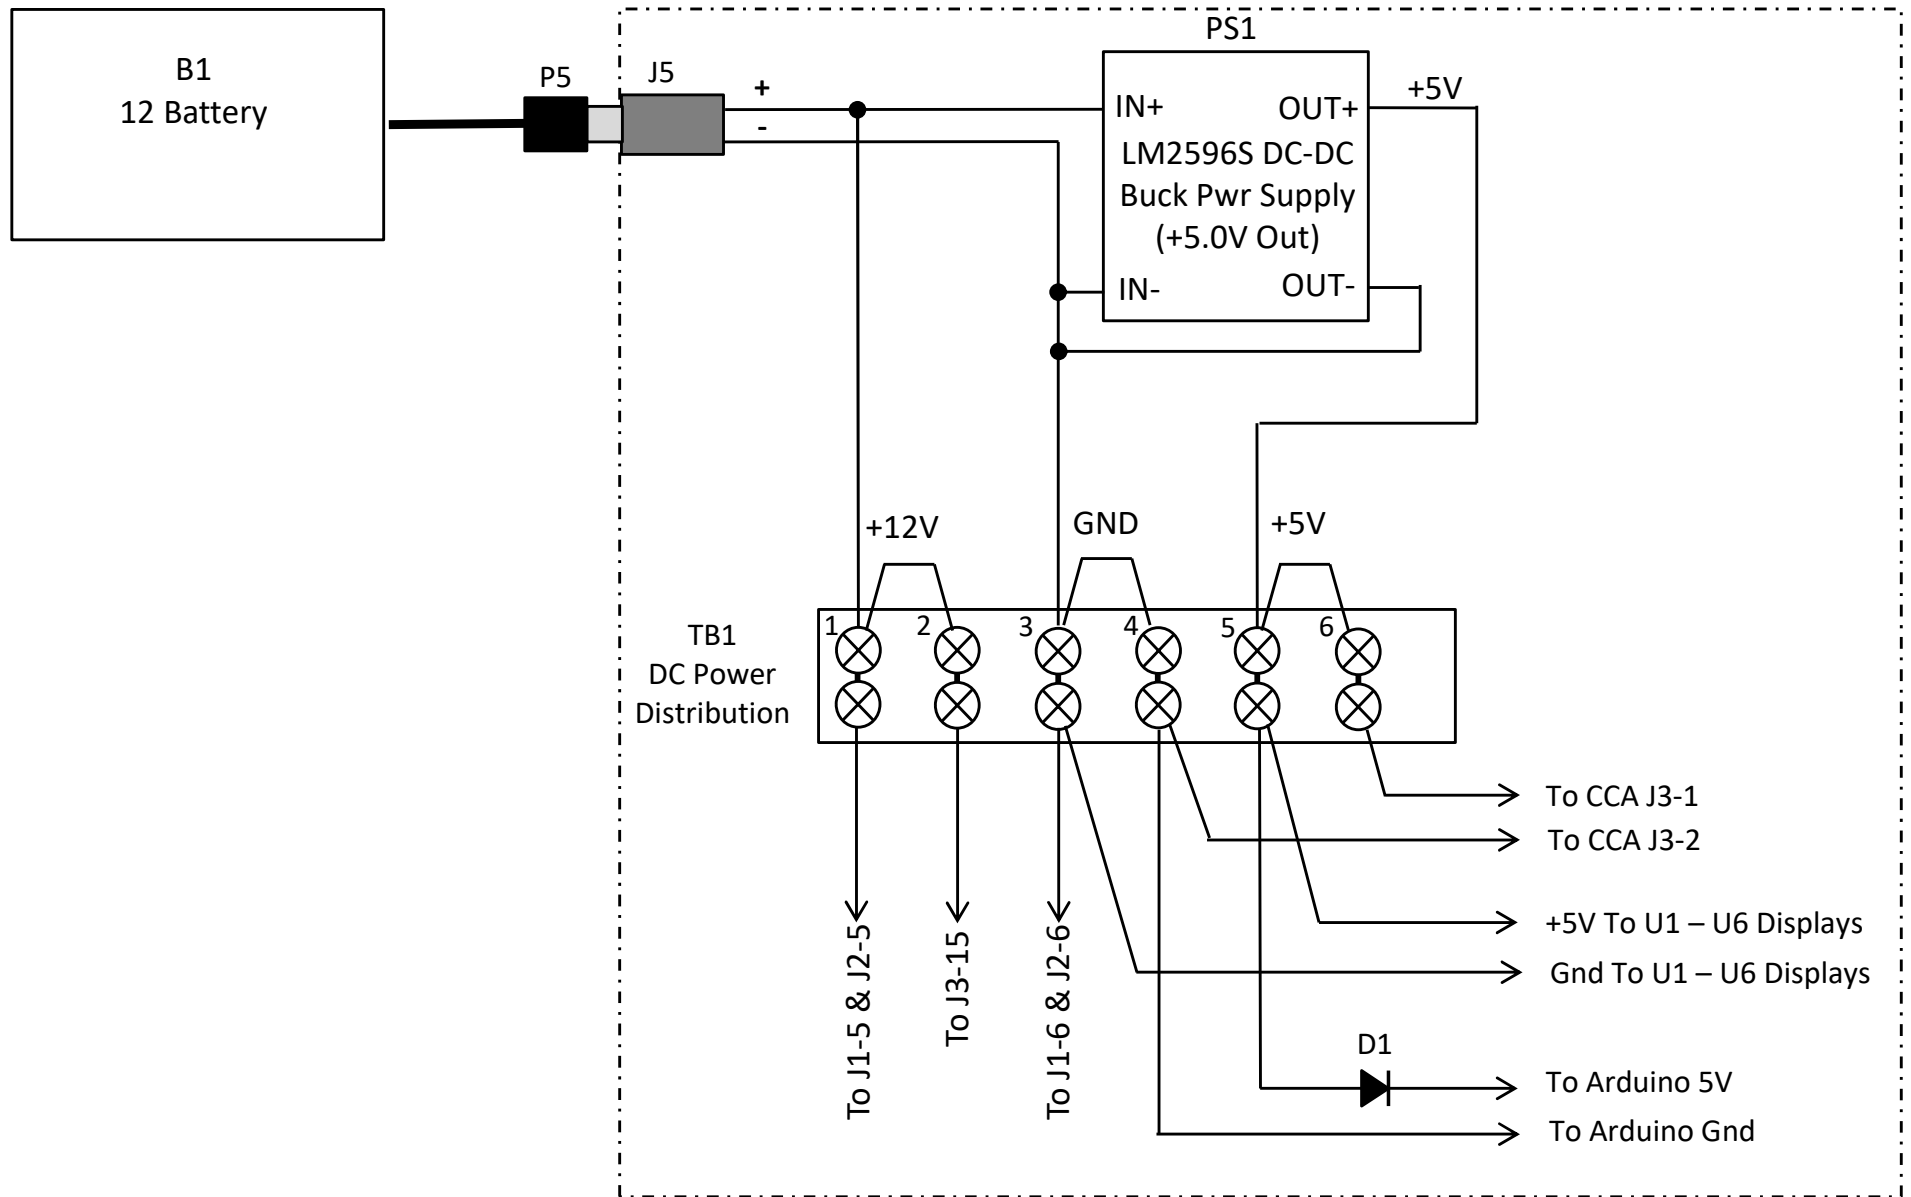 PS1
B1
12 Battery
P5
J5
+
-
IN+
OUT+
+5V
LM2596S DC-DC
Buck Pwr Supply
(+5.0V Out)
IN-
OUT-
+12V
GND
+5V
TB1
DC Power
Distribution
1
2
3
4
5
6
To CCA J3-1
To CCA J3-2
+5V To U1 – U6 Displays
Gnd To U1 – U6 Displays
To J1-5 & J2-5
To J3-15
To J1-6 & J2-6
D1
To Arduino 5V
To Arduino Gnd